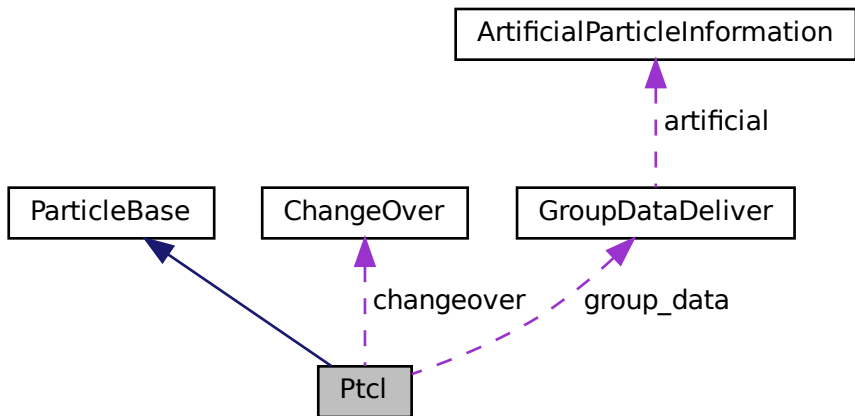 ArtificialParticleInformation
artificial
ParticleBase
ChangeOver
GroupDataDeliver
changeover
group_data
Ptcl